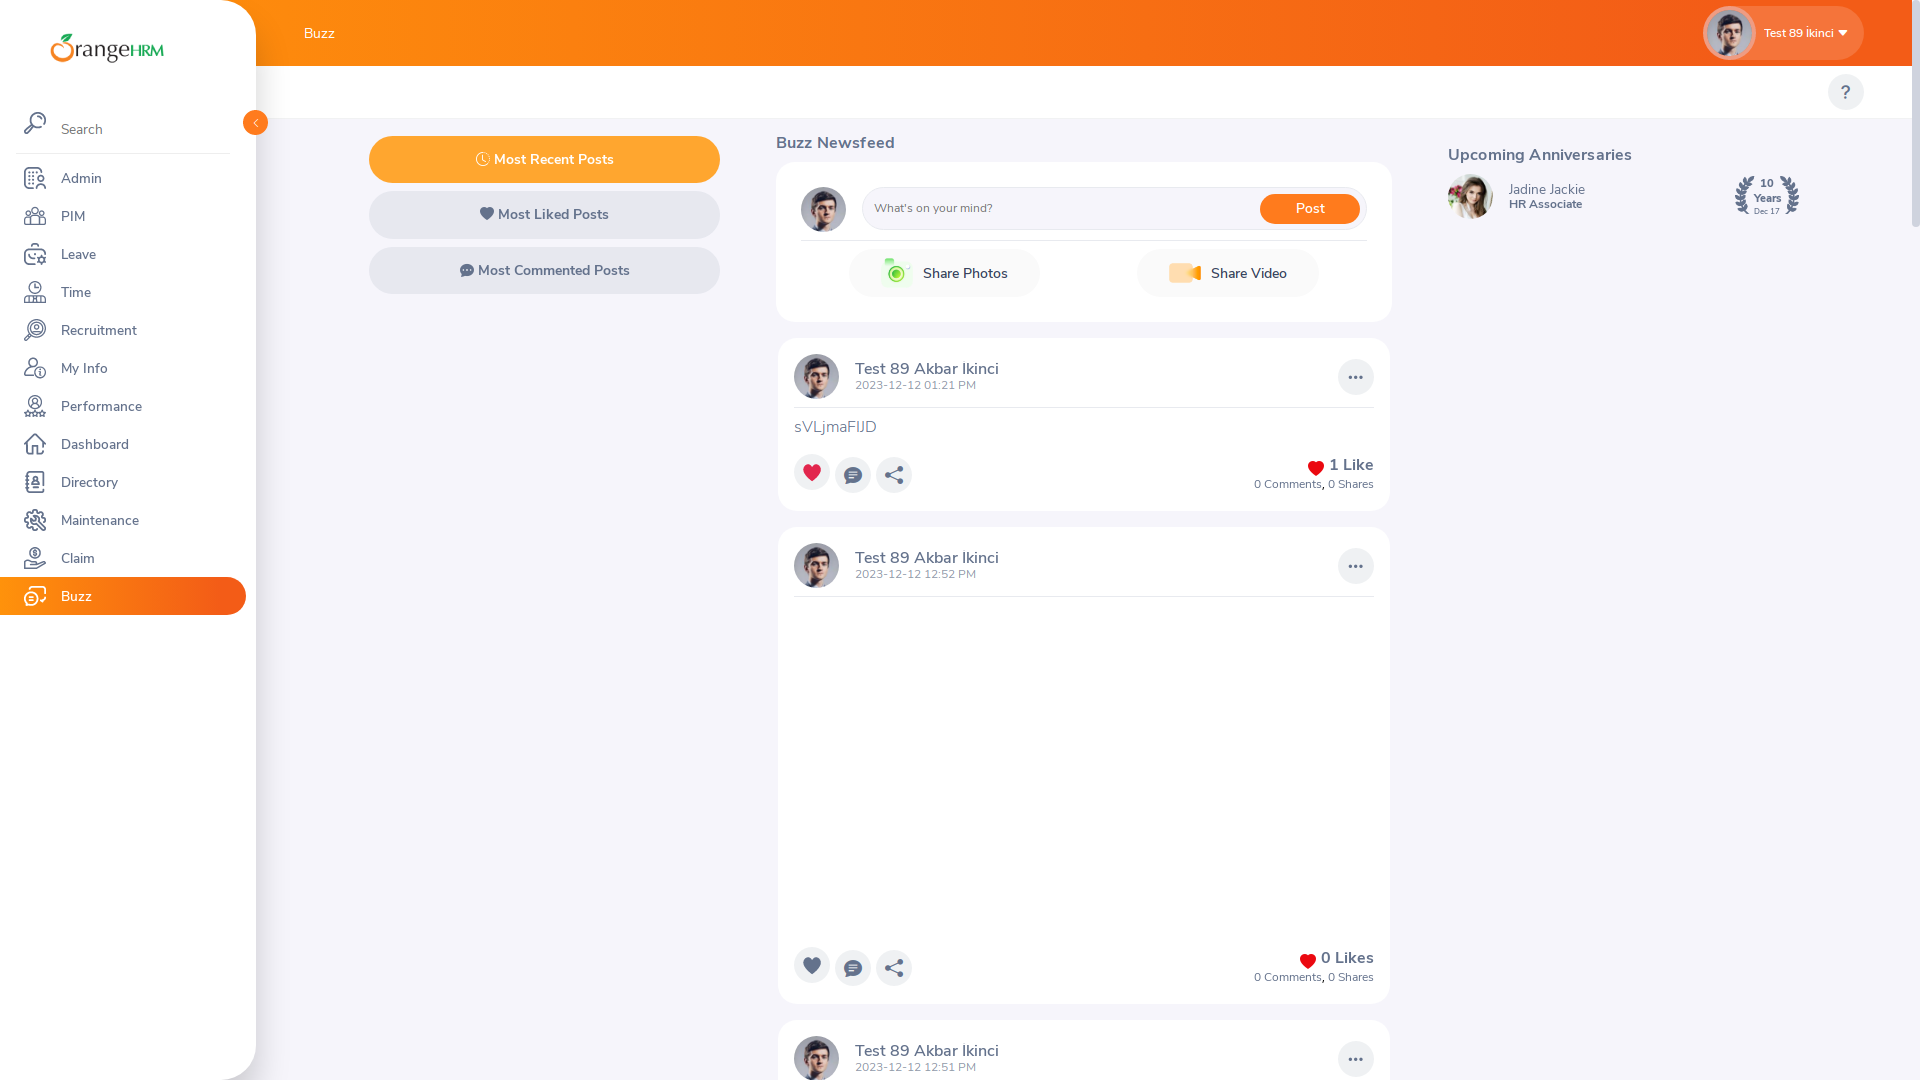 OrangeHRM
Search
Admin
PIM
Leave
Time
Recruitment
My Info
Performance
Dashboard
Directory
Maintenance
Claim
Buzz
Buzz
Test 89 İkinci
?
Most Recent Posts
Most Liked Posts
Most Commented Posts
Buzz Newsfeed
What's on your mind?
Post
Share Photos
Share Video
Test 89 Akbar İkinci
2023-12-12 01:21 PM
sVLjmaFIJD
1 Like
0 Comments, 0 Shares
Test 89 Akbar İkinci
2023-12-12 12:52 PM
0 Likes
0 Comments, 0 Shares
Test 89 Akbar İkinci
2023-12-12 12:51 PM
Upcoming Anniversaries
Jadine Jackie
HR Associate
10
Years
Dec 17